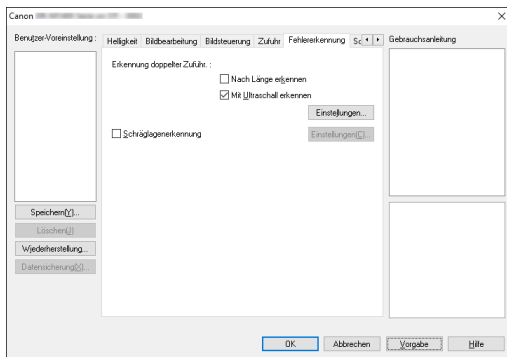 Canon
Benutzer-Voreinstellung :
Helligkeit Bildbearbeitung Bildsteuerung Zufuhr Fehlererkennung Sc
Gebrauchsanleitung
Erkennung doppelter Zuführ. :
Nach Länge erkennen
Mit Ultraschall erkennen
Einstellungen...
Schräglagenerkennung
Einstellungen(C)...
Speichern(Y)...
Löschen(J)
Wiederherstellung...
Datensicherung(X)...
OK Abbrechen Vorgabe Hilfe